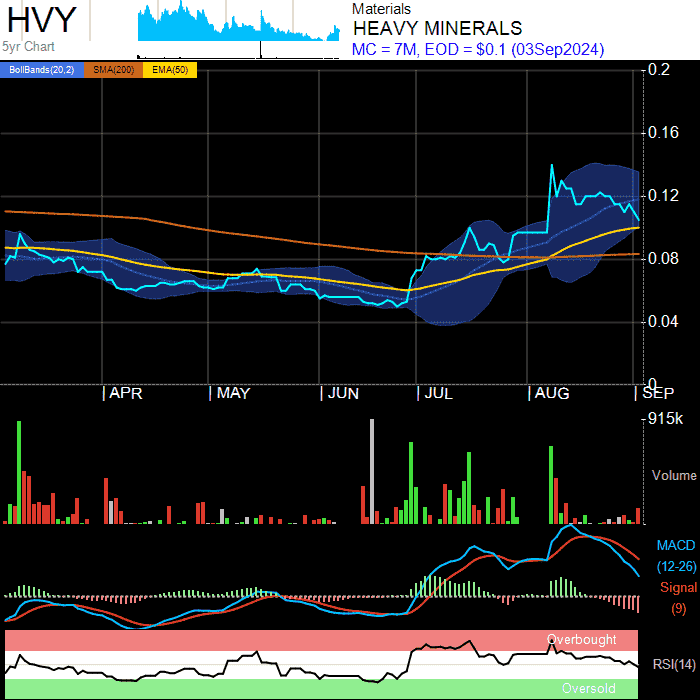 HVY
5yr Chart
Materials
HEAVY MINERALS
MC = 7M, EOD = $0.1 (03Sep2024)
BollBands(20,2) SMA(200) EMA(50)
0.2
0.16
0.12
0.08
0.04
0
APR MAY JUN JUL AUG SEP
915k
Volume
MACD
(12-26)
Signal
(9)
Overbought
RSI(14)
Oversold